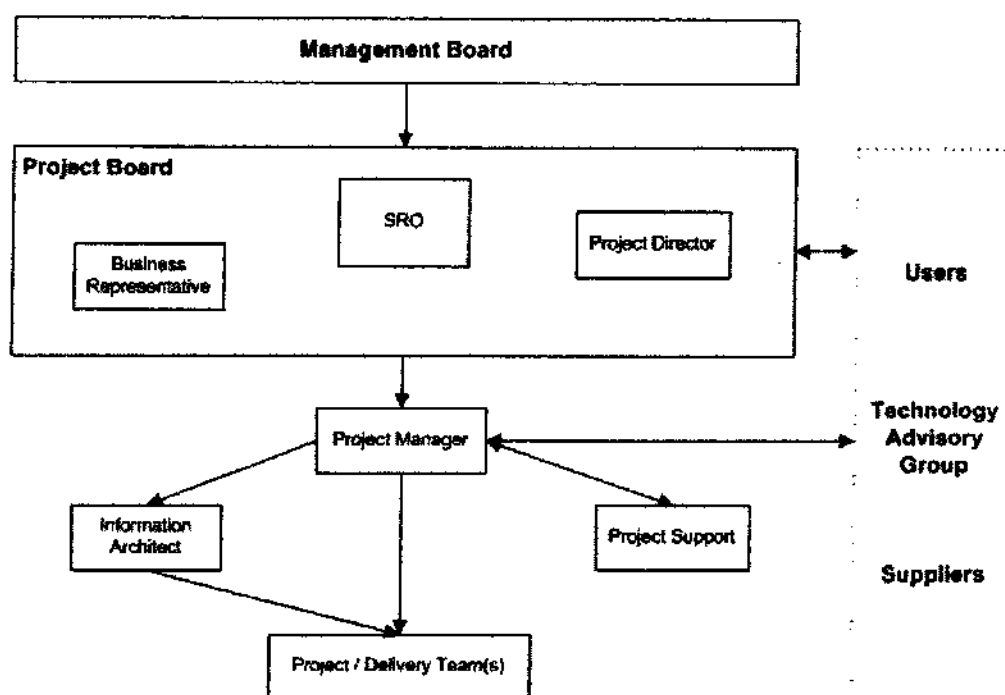 Management Board
Project Board
SRO
Project Director
Business
Representative
Users
Project Manager
Technology
Advisory
Group
Information
Architect
Project Support
Suppliers
Project / Delivery Team(s)